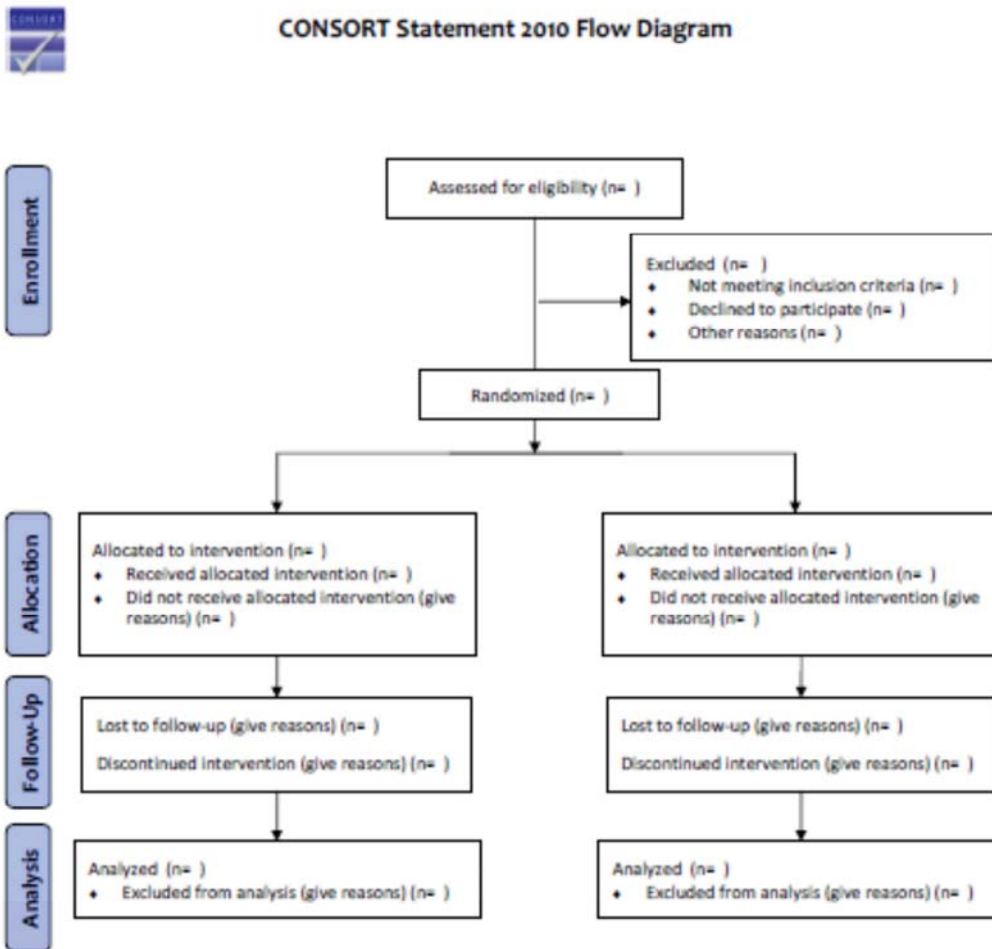 CONSORT
CONSORT Statement 2010 Flow Diagram
Enrollment
Assessed for eligibility (n= )
Excluded (n= )
⬥ Not meeting inclusion criteria (n= )
⬥ Declined to participate (n= )
⬥ Other reasons (n= )
Randomized (n= )
Allocation
Allocated to intervention (n= )
⬥ Received allocated intervention (n= )
⬥ Did not receive allocated intervention (give
reasons) (n= )
Allocated to intervention (n= )
⬥ Received allocated intervention (n= )
⬥ Did not receive allocated intervention (give
reasons) (n= )
Follow-Up
Lost to follow-up (give reasons) (n= )
Discontinued intervention (give reasons) (n= )
Lost to follow-up (give reasons) (n= )
Discontinued intervention (give reasons) (n= )
Analysis
Analyzed (n= )
⬥ Excluded from analysis (give reasons) (n= )
Analyzed (n= )
⬥ Excluded from analysis (give reasons) (n= )